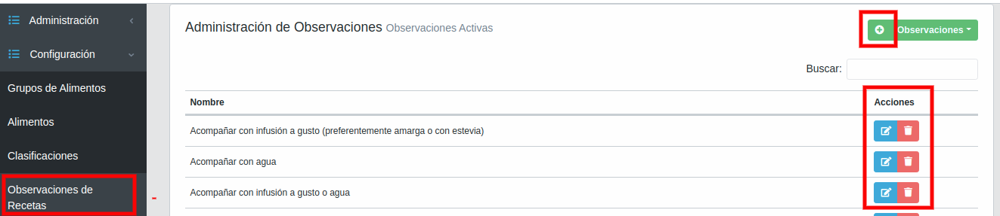 Administración
Configuración
Grupos de Alimentos
Alimentos
Clasificaciones
Observaciones de
Recetas
-
Administración de Observaciones Observaciones Activas
Observaciones
Buscar:
Nombre Acciones
Acompañar con infusión a gusto (preferentemente amarga o con estevia)
Acompañar con agua
Acompañar con infusión a gusto o agua